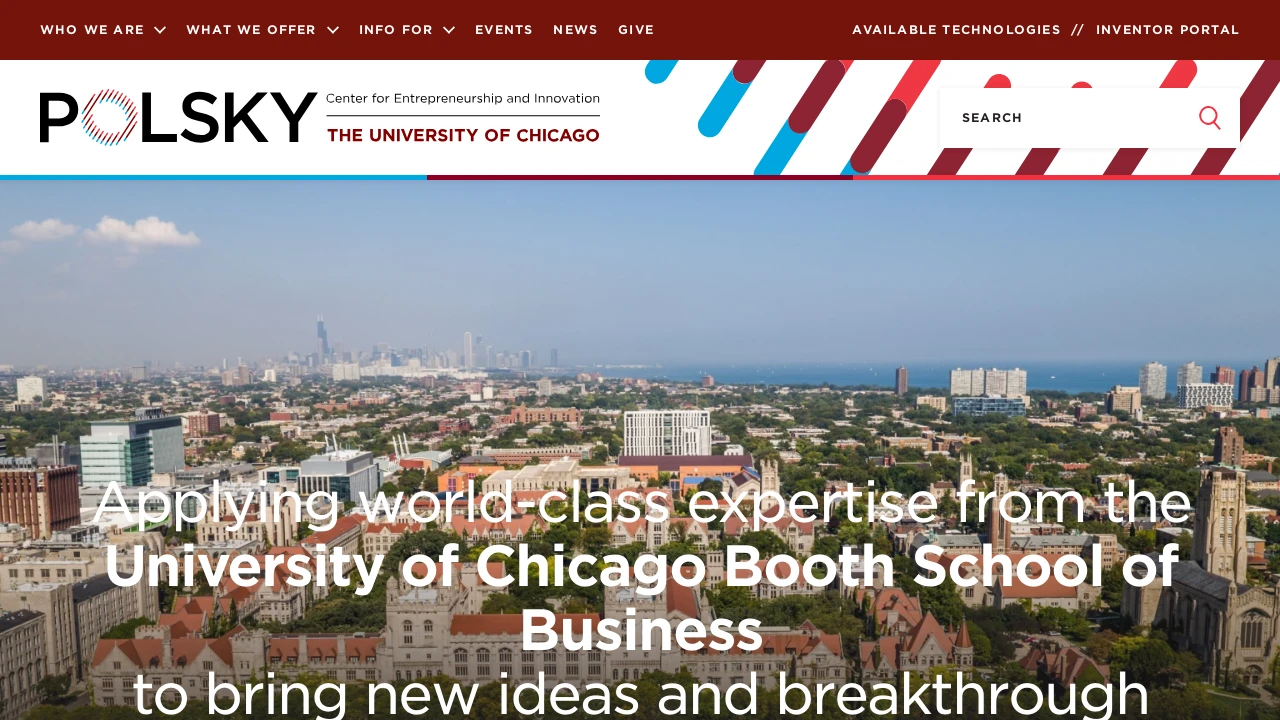 WHO WE ARE WHAT WE OFFER INFO FOR EVENTS NEWS GIVE AVAILABLE TECHNOLOGIES // INVENTOR PORTAL
POLSKY
Center for Entrepreneurship and Innovation
THE UNIVERSITY OF CHICAGO
SEARCH
Applying world-class expertise from the
University of Chicago Booth School of
Business
to bring new ideas and breakthrough